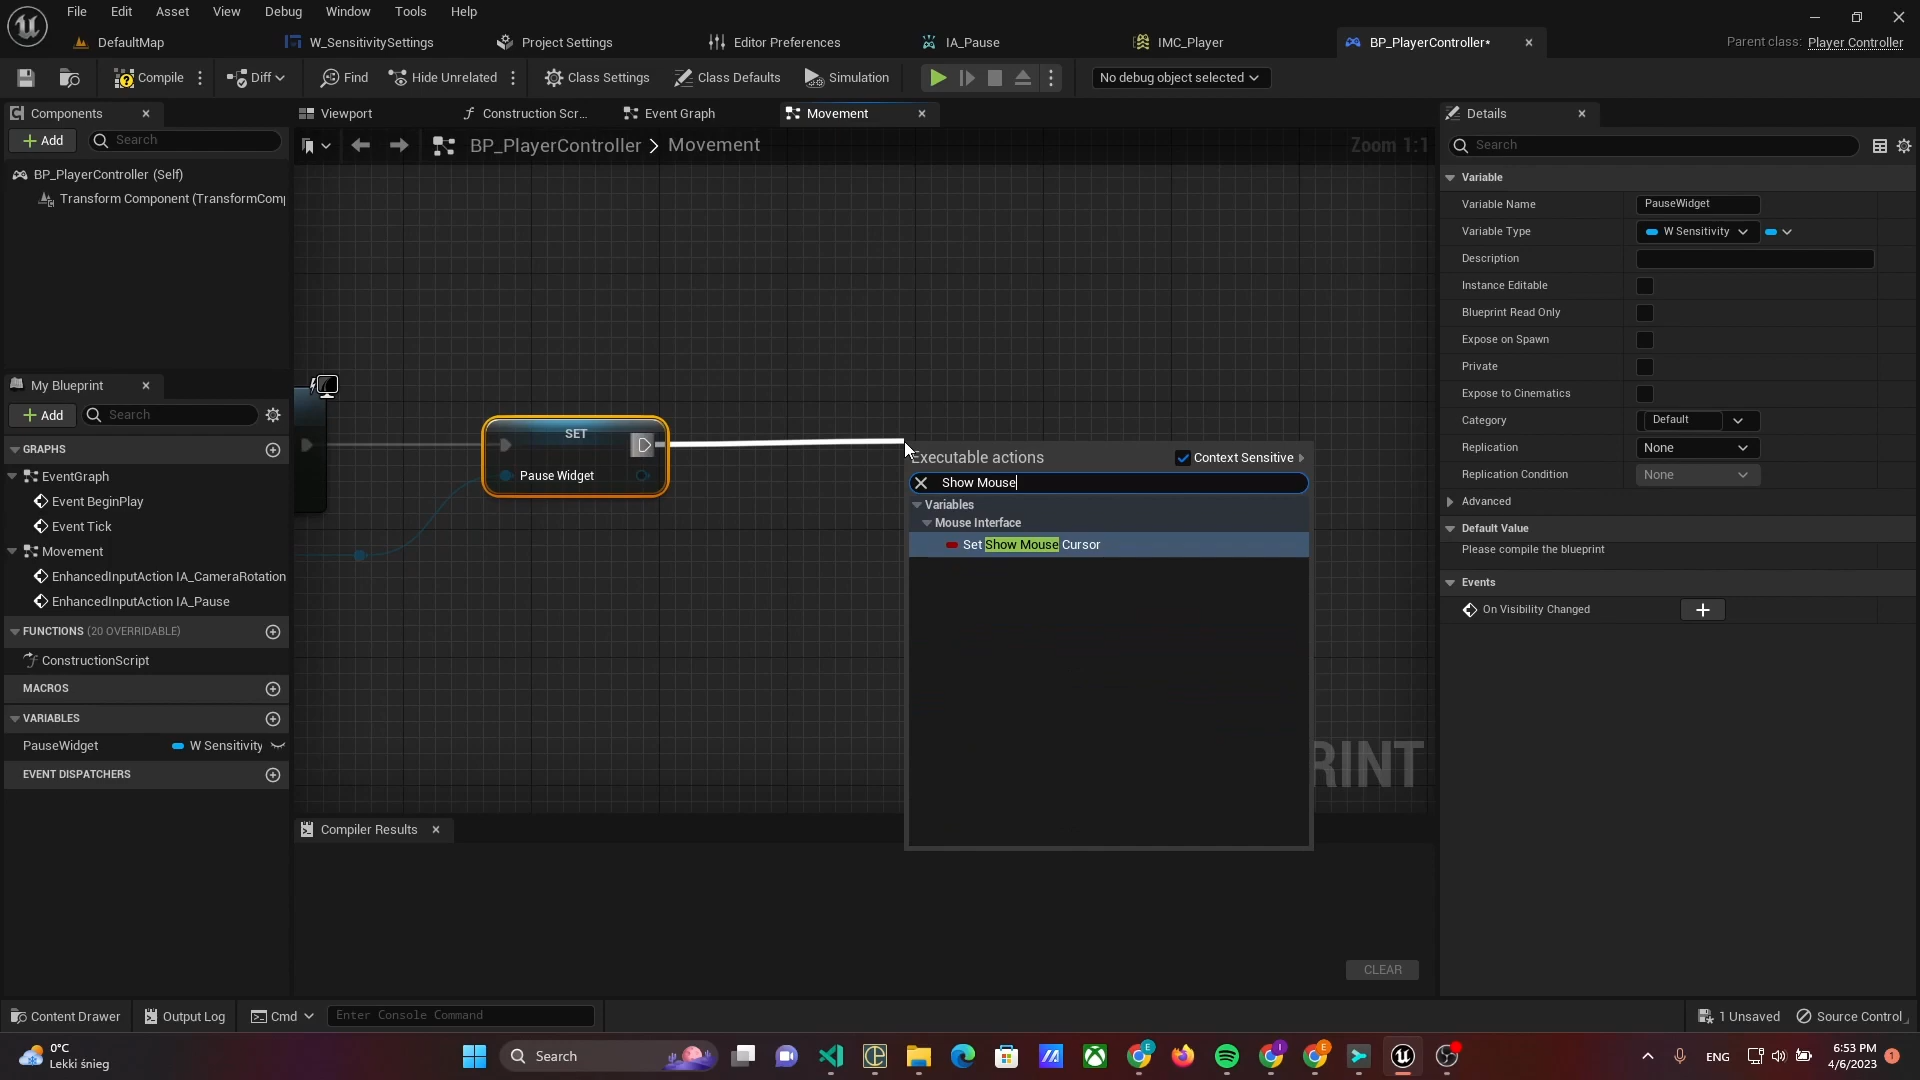 File Edit Asset View Debug Window Tools Help
DefaultMap W_SensitivitySettings Project Settings Editor Preferences IA_Pause IMC_Player BP_PlayerController* Parent class: Player Controller
Compile Diff Find Hide Unrelated Class Settings Class Defaults Simulation No debug object selected
Components Viewport Construction Scr... Event Graph Movement Details
Add Search
BP_PlayerController > Movement Zoom 1:1
Search
BP_PlayerController (Self)
Transform Component (TransformComp
My Blueprint
Add Search
GRAPHS
EventGraph
Event BeginPlay
Event Tick
Movement
EnhancedInputAction IA_CameraRotation
EnhancedInputAction IA_Pause
FUNCTIONS (20 OVERRIDABLE)
ConstructionScript
MACROS
VARIABLES
PauseWidget W Sensitivity
EVENT DISPATCHERS
SET
Pause Widget
Executable actions Context Sensitive
Show Mouse
Variables
Mouse Interface
Set Show Mouse Cursor
RINT
Variable
Variable Name PauseWidget
Variable Type W Sensitivity
Description
Instance Editable
Blueprint Read Only
Expose on Spawn
Private
Expose to Cinematics
Category Default
Replication None
Replication Condition None
Advanced
Default Value
Please compile the blueprint
Events
On Visibility Changed
Compiler Results
CLEAR
Content Drawer Output Log Cmd Enter Console Command 1 Unsaved Source Control
0°C
Lekki śnieg
Search
ENG
6:53 PM
4/6/2023
1